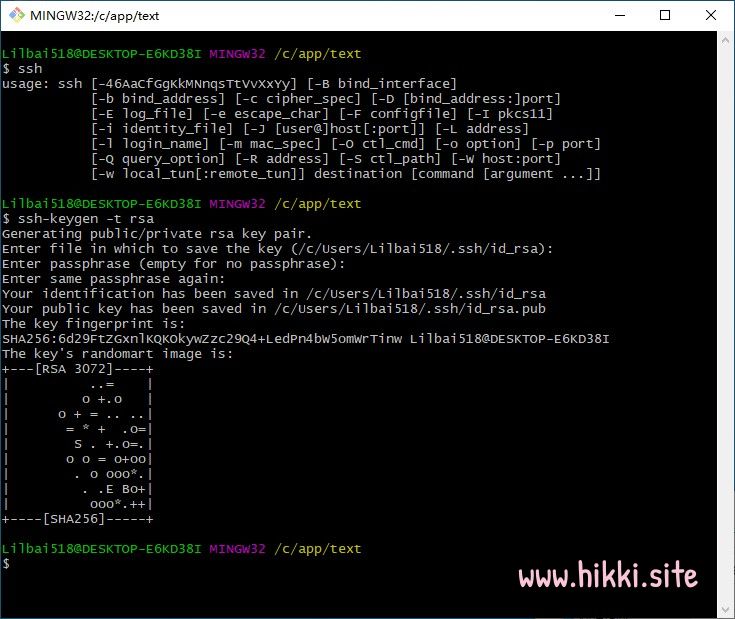 MINGW32:/c/app/text
Lilbai518@DESKTOP-E6KD38I MINGW32 /c/app/text
$ ssh
usage: ssh [-46AaCfGgKkMNnqsTtVvXxYy] [-B bind_interface]
           [-b bind_address] [-c cipher_spec] [-D [bind_address:]port]
           [-E log_file] [-e escape_char] [-F configfile] [-I pkcs11]
           [-i identity_file] [-J [user@]host[:port]] [-L address]
           [-l login_name] [-m mac_spec] [-O ctl_cmd] [-o option] [-p port]
           [-Q query_option] [-R address] [-S ctl_path] [-W host:port]
           [-w local_tun[:remote_tun]] destination [command [argument ...]]
Lilbai518@DESKTOP-E6KD38I MINGW32 /c/app/text
$ ssh-keygen -t rsa
Generating public/private rsa key pair.
Enter file in which to save the key (/c/Users/Lilbai518/.ssh/id_rsa):
Enter passphrase (empty for no passphrase):
Enter same passphrase again:
Your identification has been saved in /c/Users/Lilbai518/.ssh/id_rsa
Your public key has been saved in /c/Users/Lilbai518/.ssh/id_rsa.pub
The key fingerprint is:
SHA256:6d29FtZGxnlKQKOkywZzc29Q4+LedPn4bW5omWrTinw Lilbai518@DESKTOP-E6KD38I
The key's randomart image is:
+---[RSA 3072]----+
|          ..=    |
|         o +.o   |
|      o + = .. ..|
|       = * +  .o=|
|        S . +.o=.|
|       o o = o+oo|
|        . o ooo*.|
|         . .E Bo+|
|          ooo*.++|
+----[SHA256]-----+
Lilbai518@DESKTOP-E6KD38I MINGW32 /c/app/text
$
www.hikki.site